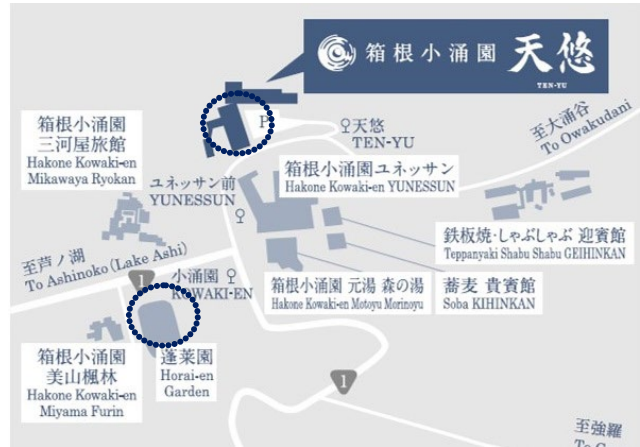 箱根小涌園 天悠
TEN-YU
P
天悠
TEN-YU
至大涌谷
To Owakudani
箱根小涌園
三河屋旅館
Hakone Kowaki-en
Mikawaya Ryokan
箱根小涌園ユネッサン
Hakone Kowaki-en YUNESSUN
ユネッサン前
YUNESSUN
鉄板焼・しゃぶしゃぶ 迎賓館
Teppanyaki Shabu Shabu GEIHINKAN
至芦ノ湖
To Ashinoko (Lake Ashi)
1
小涌園
KOWAKI-EN
箱根小涌園 元湯 森の湯
Hakone Kowaki-en Motoyu Morinoyu
蕎麦 貴賓館
Soba KIHINKAN
箱根小涌園
美山楓林
Hakone Kowaki-en
Miyama Furin
蓬莱園
Horai-en
Garden
1
至強羅